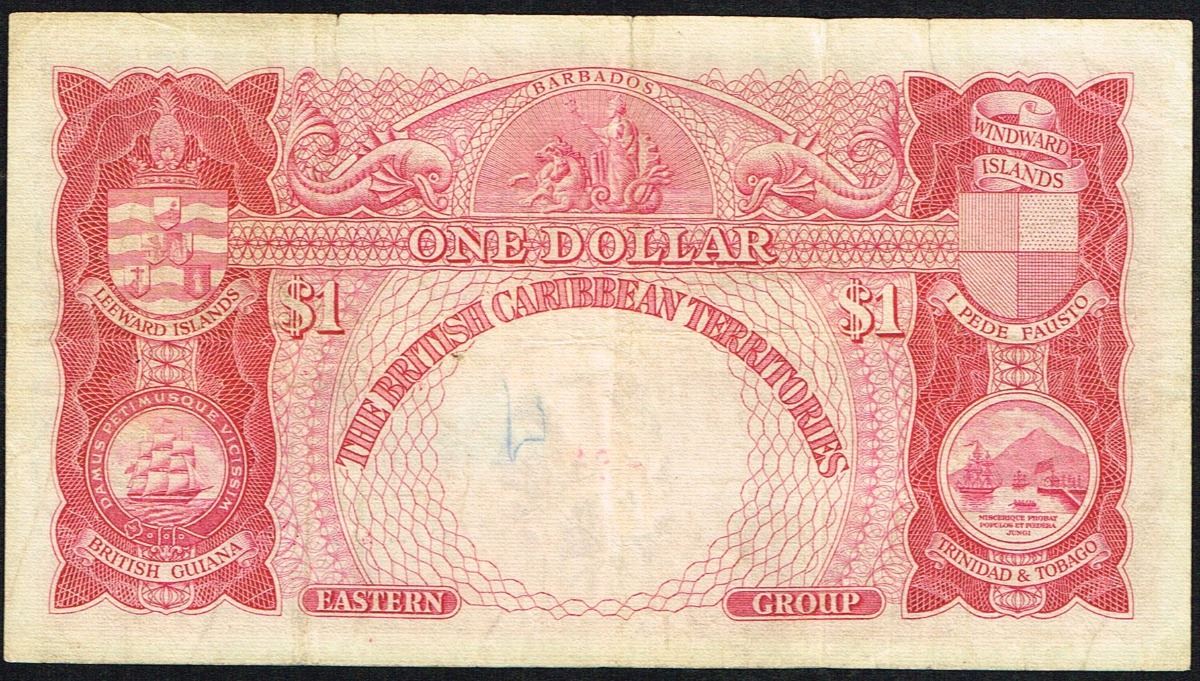 BARBADOS
WINDWARD
ISLANDS
ONE DOLLAR
LEEWARD ISLANDS
$1
THE BRITISH CARIBBEAN TERRITORIES
$1
I PEDE FAUSTO
DAMUS PETIMUSQUE VICISSIM
BRITISH GUIANA
MISCERIQUE PROBAT
POPULOS ET FOEDERA
JUNGI
TRINIDAD & TOBAGO
EASTERN
GROUP